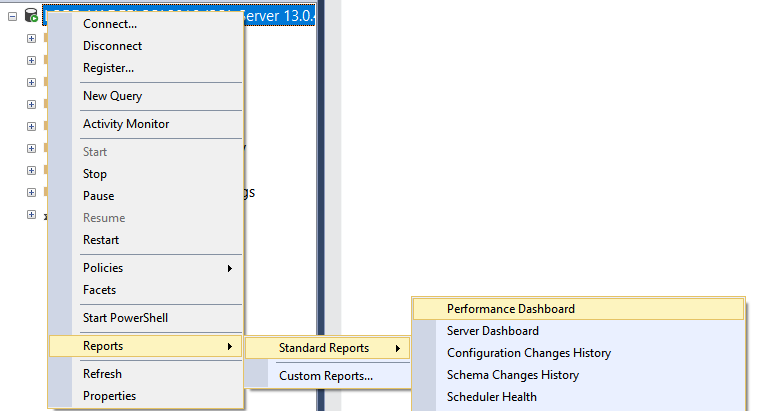 Server 13.0.4
Connect...
Disconnect
Register...
New Query
Activity Monitor
Start
Stop
Pause
Resume
Restart
Policies
Facets
Start PowerShell
Reports
Refresh
Properties
Standard Reports
Custom Reports...
Performance Dashboard
Server Dashboard
Configuration Changes History
Schema Changes History
Scheduler Health